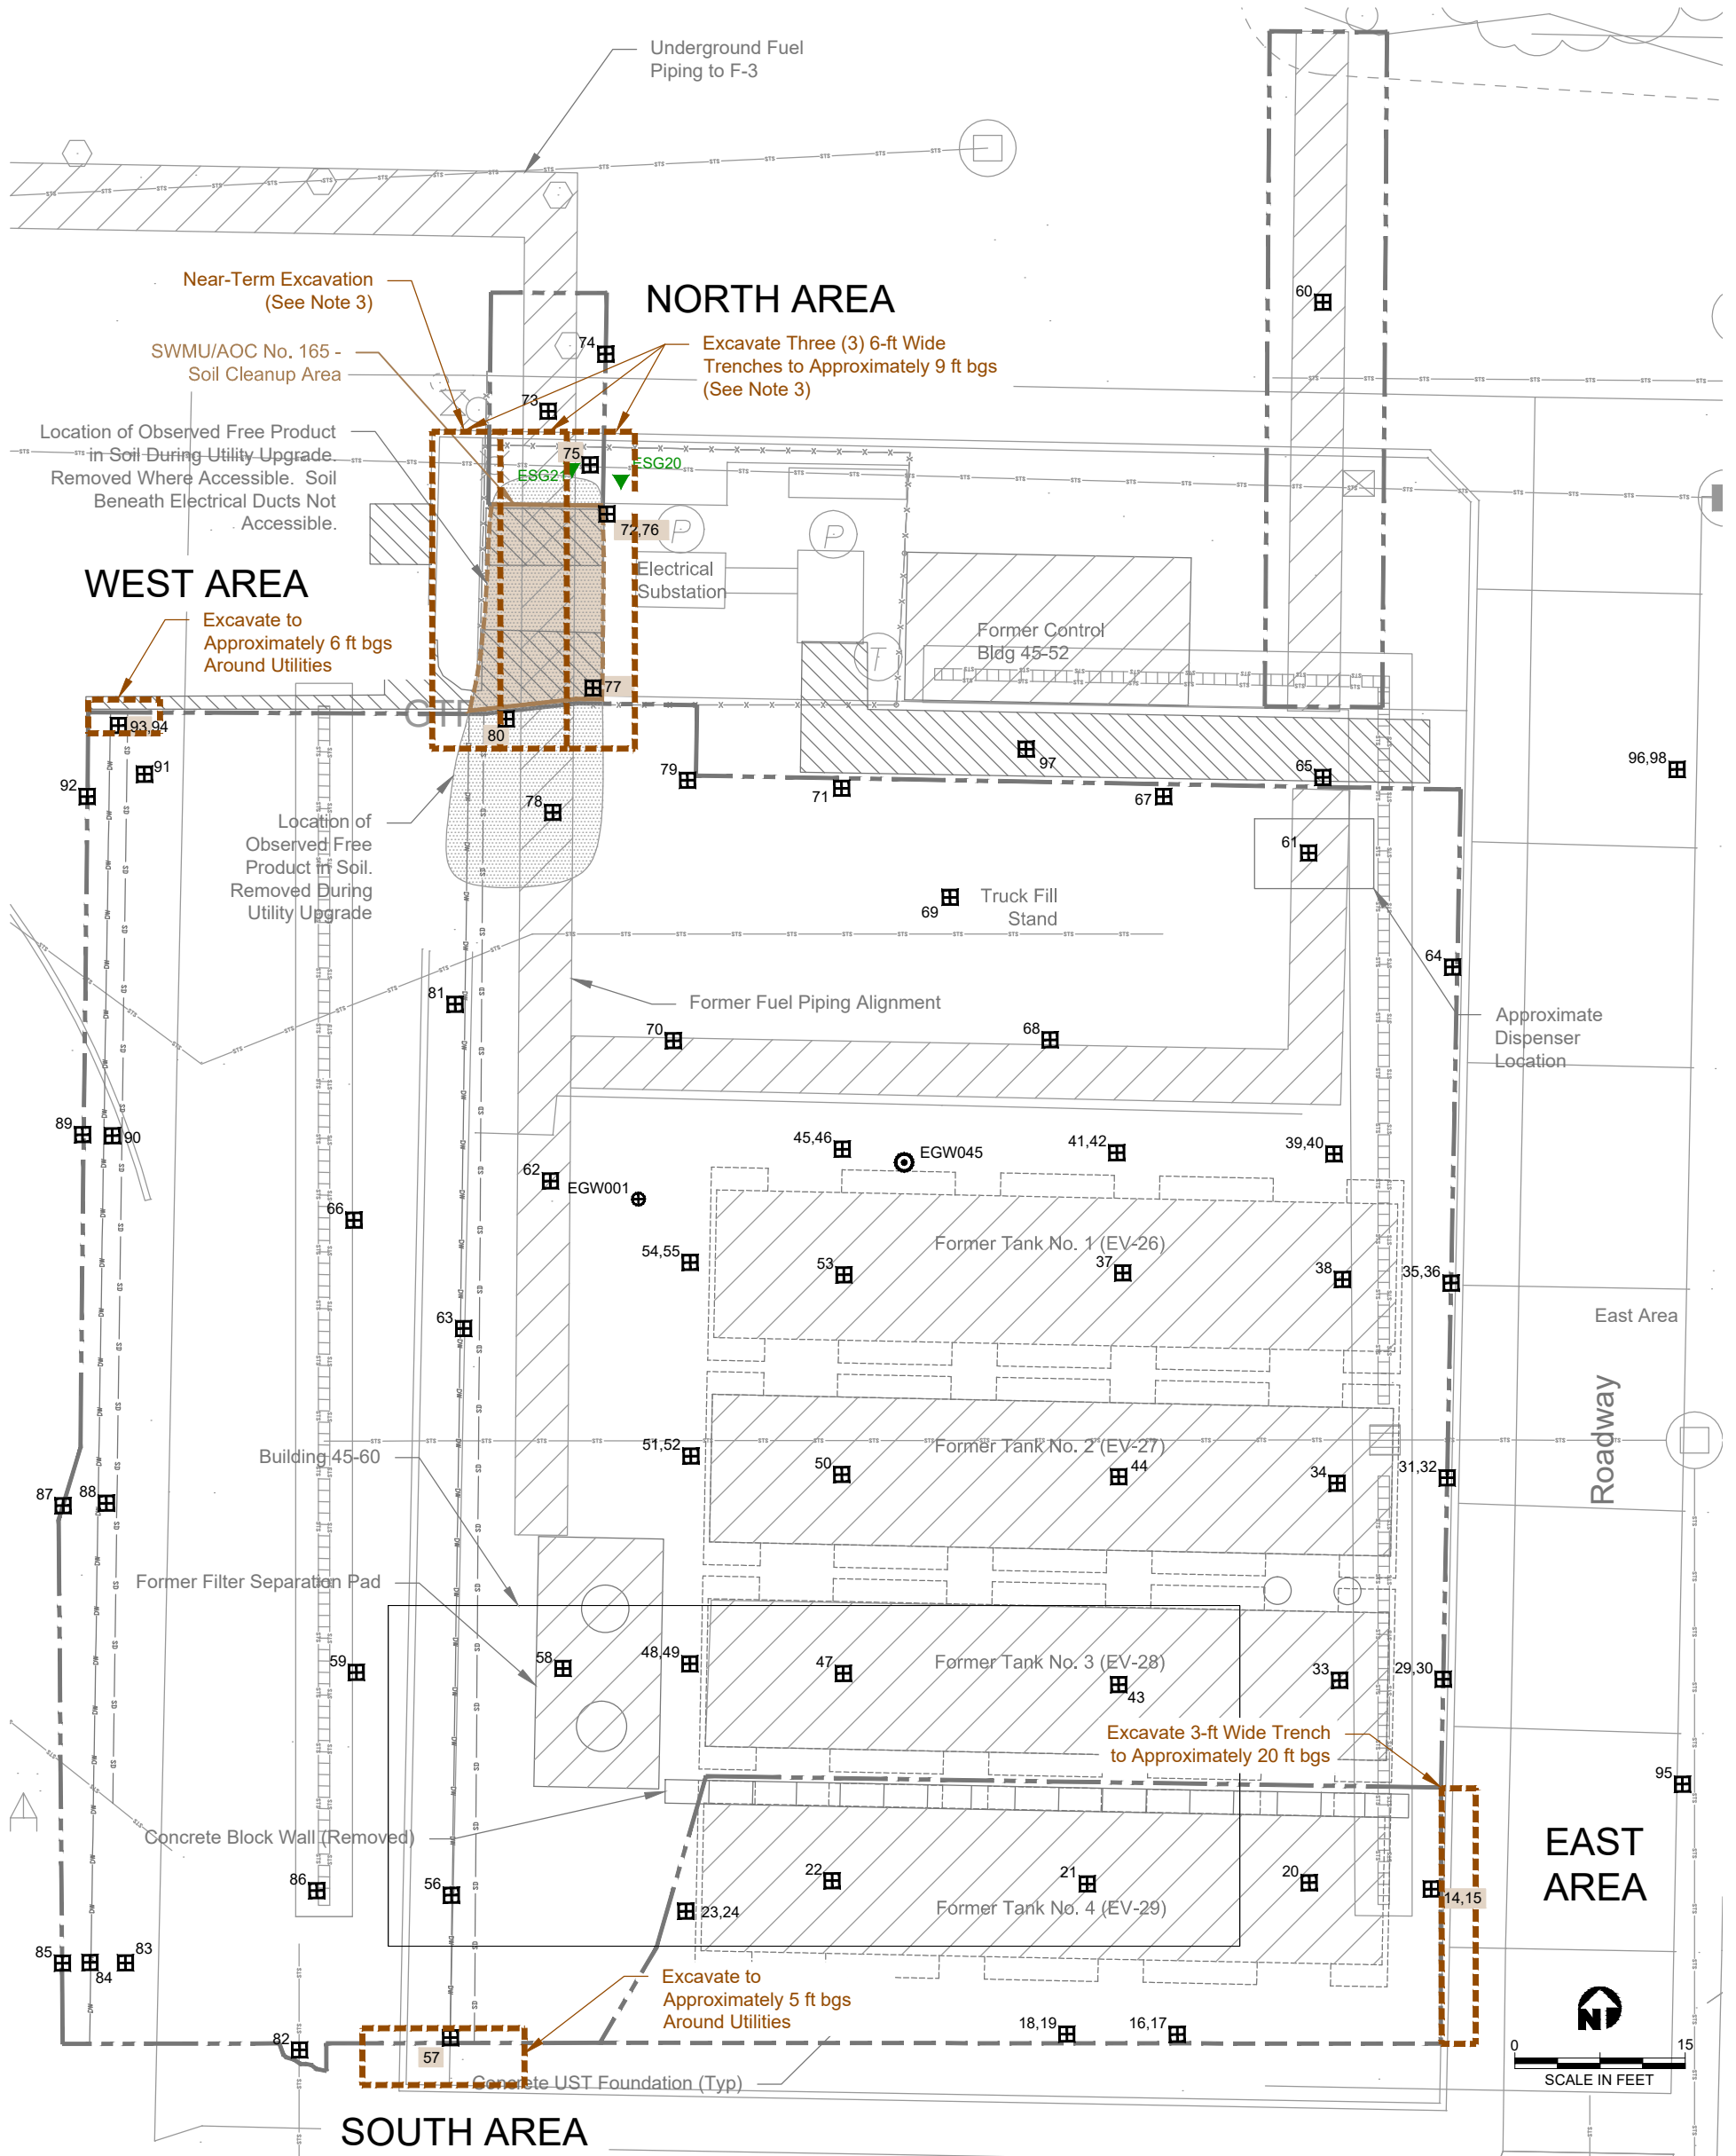 Underground Fuel
Piping to F-3
Near-Term Excavation
(See Note 3)
NORTH AREA
SWMU/AOC No. 165 -
Soil Cleanup Area
Excavate Three (3) 6-ft Wide
Trenches to Approximately 9 ft bgs
(See Note 3)
60
74
73
Location of Observed Free Product
in Soil During Utility Upgrade.
Removed Where Accessible. Soil
Beneath Electrical Ducts Not
Accessible.
75
ESG21
ESG20
72,76
P
P
T
Electrical
Substation
Former Control
Bldg 45-52
WEST AREA
Excavate to
Approximately 6 ft bgs
Around Utilities
77
80
93,94
91
92
79
71
97
67
65
96,98
78
61
Location of
Observed Free
Product in Soil.
Removed During
Utility Upgrade
69
Truck Fill
Stand
64
81
Former Fuel Piping Alignment
70
68
Approximate
Dispenser
Location
89
90
45,46
EGW045
41,42
39,40
62
EGW001
66
54,55
53
Former Tank No. 1 (EV-26)
37
38
35,36
63
East Area
Roadway
Building 45-60
51,52
50
Former Tank No. 2 (EV-27)
44
34
31,32
87
88
Former Filter Separation Pad
59
58
48,49
47
Former Tank No. 3 (EV-28)
43
33
29,30
Excavate 3-ft Wide Trench
to Approximately 20 ft bgs
95
Concrete Block Wall (Removed)
EAST
AREA
86
56
22
21
20
14,15
23,24
Former Tank No. 4 (EV-29)
85
84
83
Excavate to
Approximately 5 ft bgs
Around Utilities
82
57
18,19
16,17
N
0
15
SCALE IN FEET
Concrete UST Foundation (Typ)
SOUTH AREA